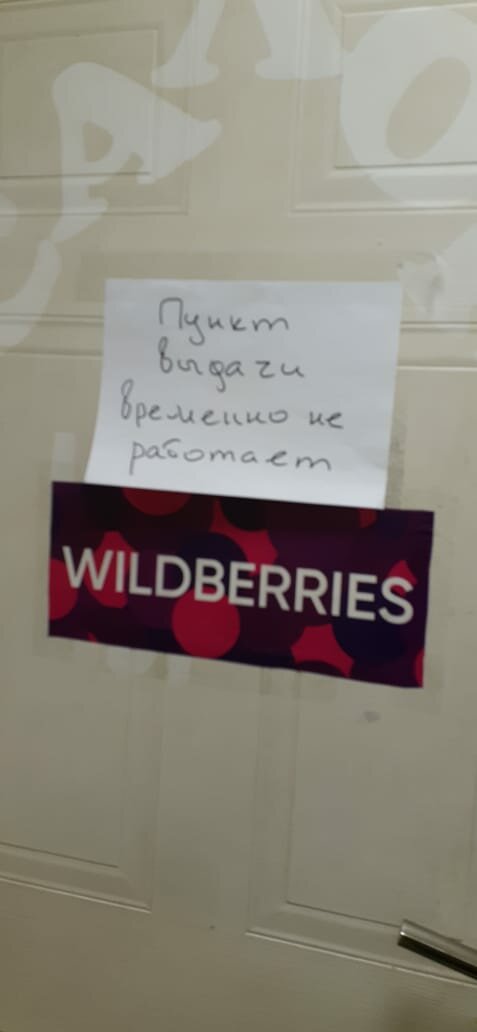 Пункт
выдачи
временно не
работает
WILDBERRIES